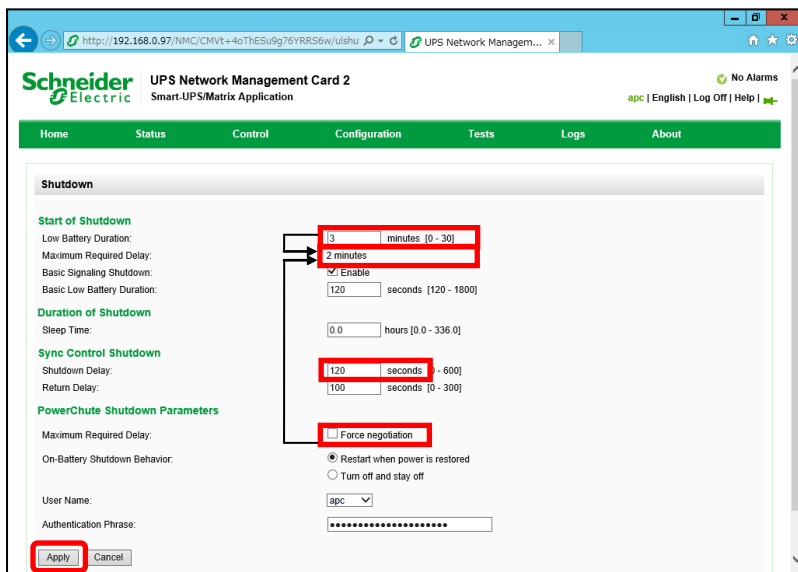 http://192.168.0.97/NMC/CMVt+4oThESu9g76YRRS6w/ulshu
UPS Network Managem... ×
Schneider Electric
UPS Network Management Card 2
Smart-UPS/Matrix Application
No Alarms
apc | English | Log Off | Help |
Home Status Control Configuration Tests Logs About
Shutdown
Start of Shutdown
Low Battery Duration: 3 minutes [0 - 30]
Maximum Required Delay: 2 minutes
Basic Signaling Shutdown: Enable
Basic Low Battery Duration: 120 seconds [120 - 1800]
Duration of Shutdown
Sleep Time: 0.0 hours [0.0 - 336.0]
Sync Control Shutdown
Shutdown Delay: 120 seconds - 600]
Return Delay: 100 seconds [0 - 300]
PowerChute Shutdown Parameters
Maximum Required Delay: Force negotiation
On-Battery Shutdown Behavior: Restart when power is restored
Turn off and stay off
User Name: apc
Authentication Phrase: ●●●●●●●●●●●●●●●●●●●●●
Apply Cancel